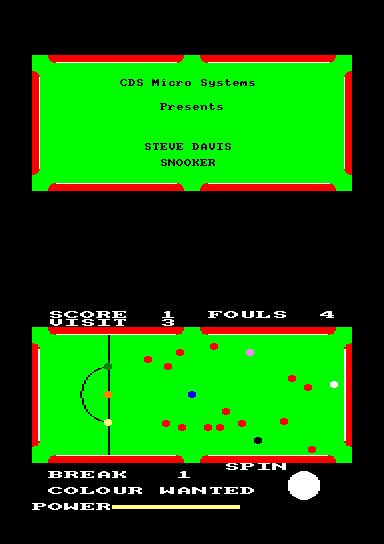 CDS Micro Systems
Presents
STEVE DAVIS
SNOOKER
SCORE 1 FOULS 4
VISIT 3
SPIN
BREAK 1
COLOUR WANTED
POWER